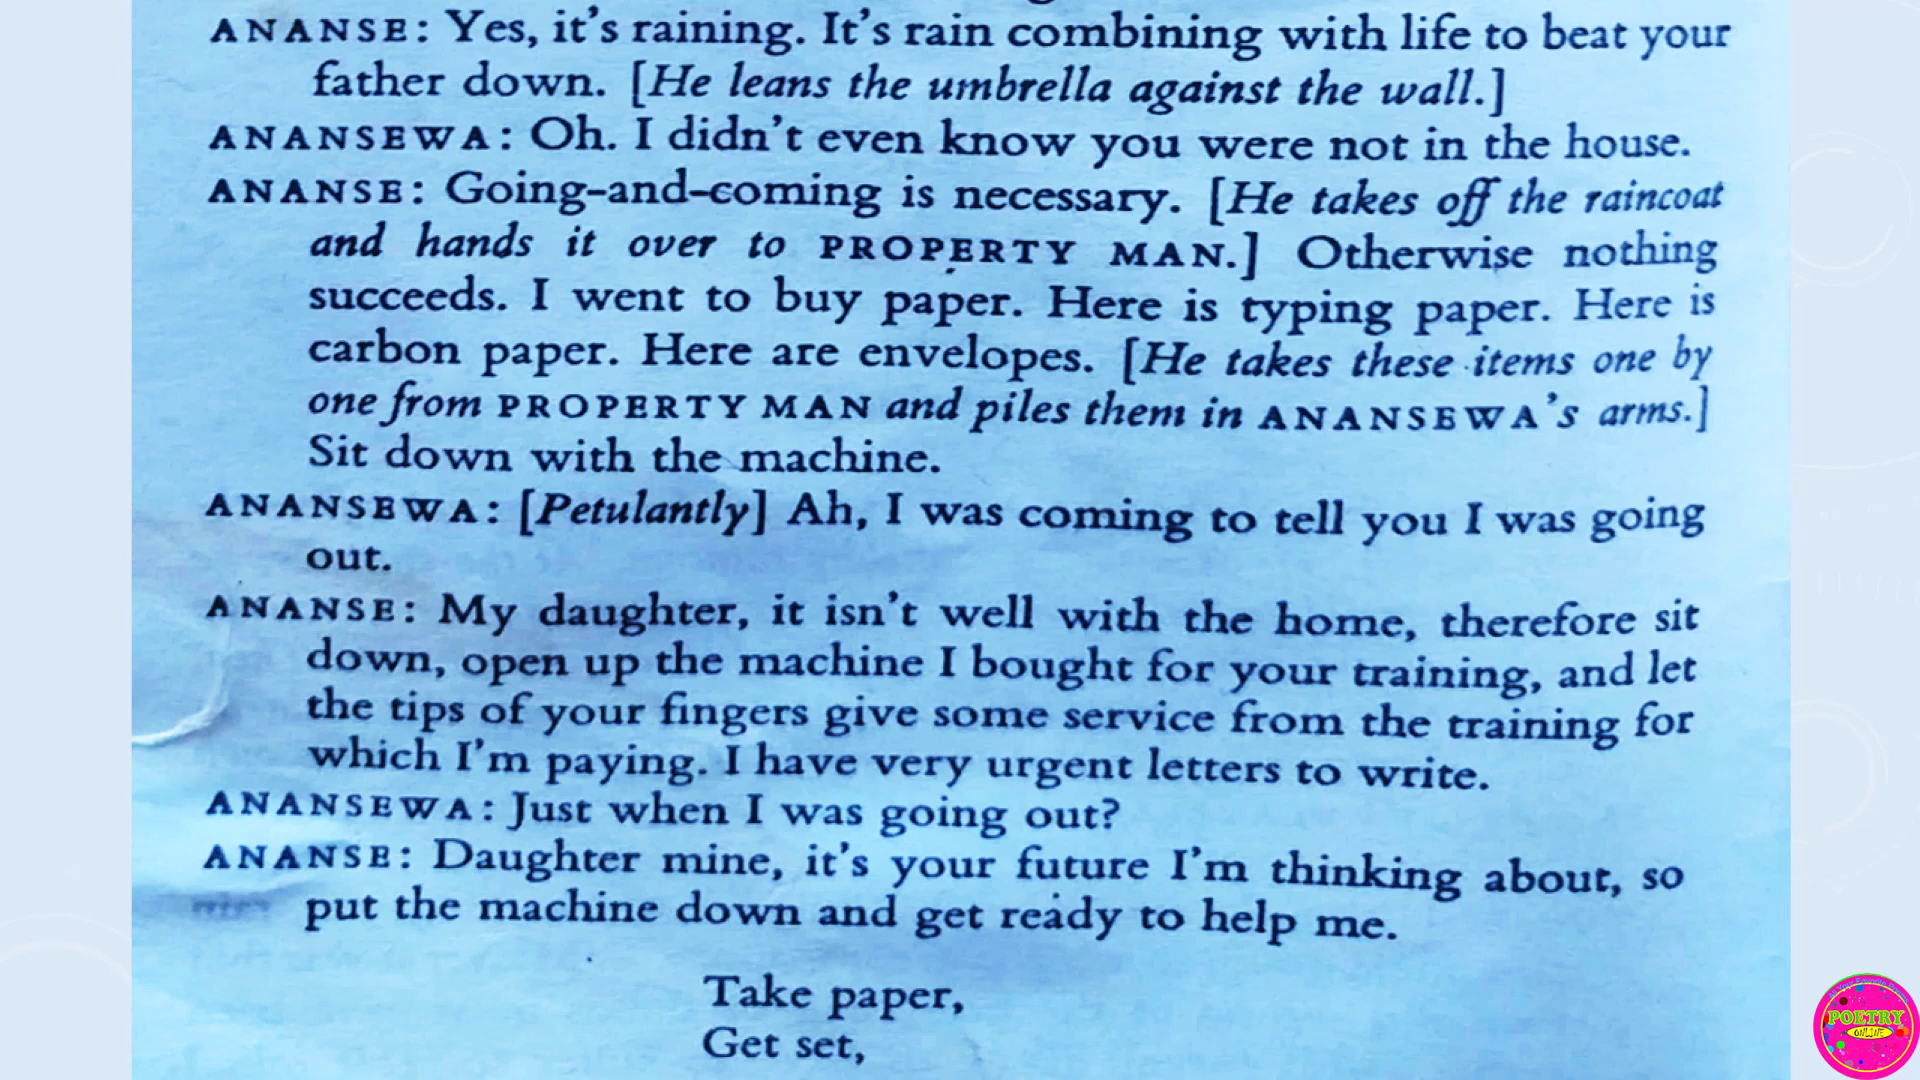 ANANSE: Yes, it's raining. It's rain combining with life to beat your
father down. [He leans the umbrella against the wall.]
ANANSEWA: Oh. I didn't even know you were not in the house.
ANANSE: Going-and-coming is necessary. [He takes off the raincoat
and hands it over to PROPERTY MAN.] Otherwise nothing
succeeds. I went to buy paper. Here is typing paper. Here is
carbon paper. Here are envelopes. [He takes these items one by
one from PROPERTY MAN and piles them in ANANSEWA's arms.]
Sit down with the machine.
ANANSEWA: [Petulantly] Ah, I was coming to tell you I was going
out.
ANANSE: My daughter, it isn't well with the home, therefore sit
down, open up the machine I bought for your training, and let
the tips of your fingers give some service from the training for
which I'm paying. I have very urgent letters to write.
ANANSEWA: Just when I was going out?
ANANSE: Daughter mine, it's your future I'm thinking about, so
put the machine down and get ready to help me.
Take paper,
Get set,
POETRY
ONLINE